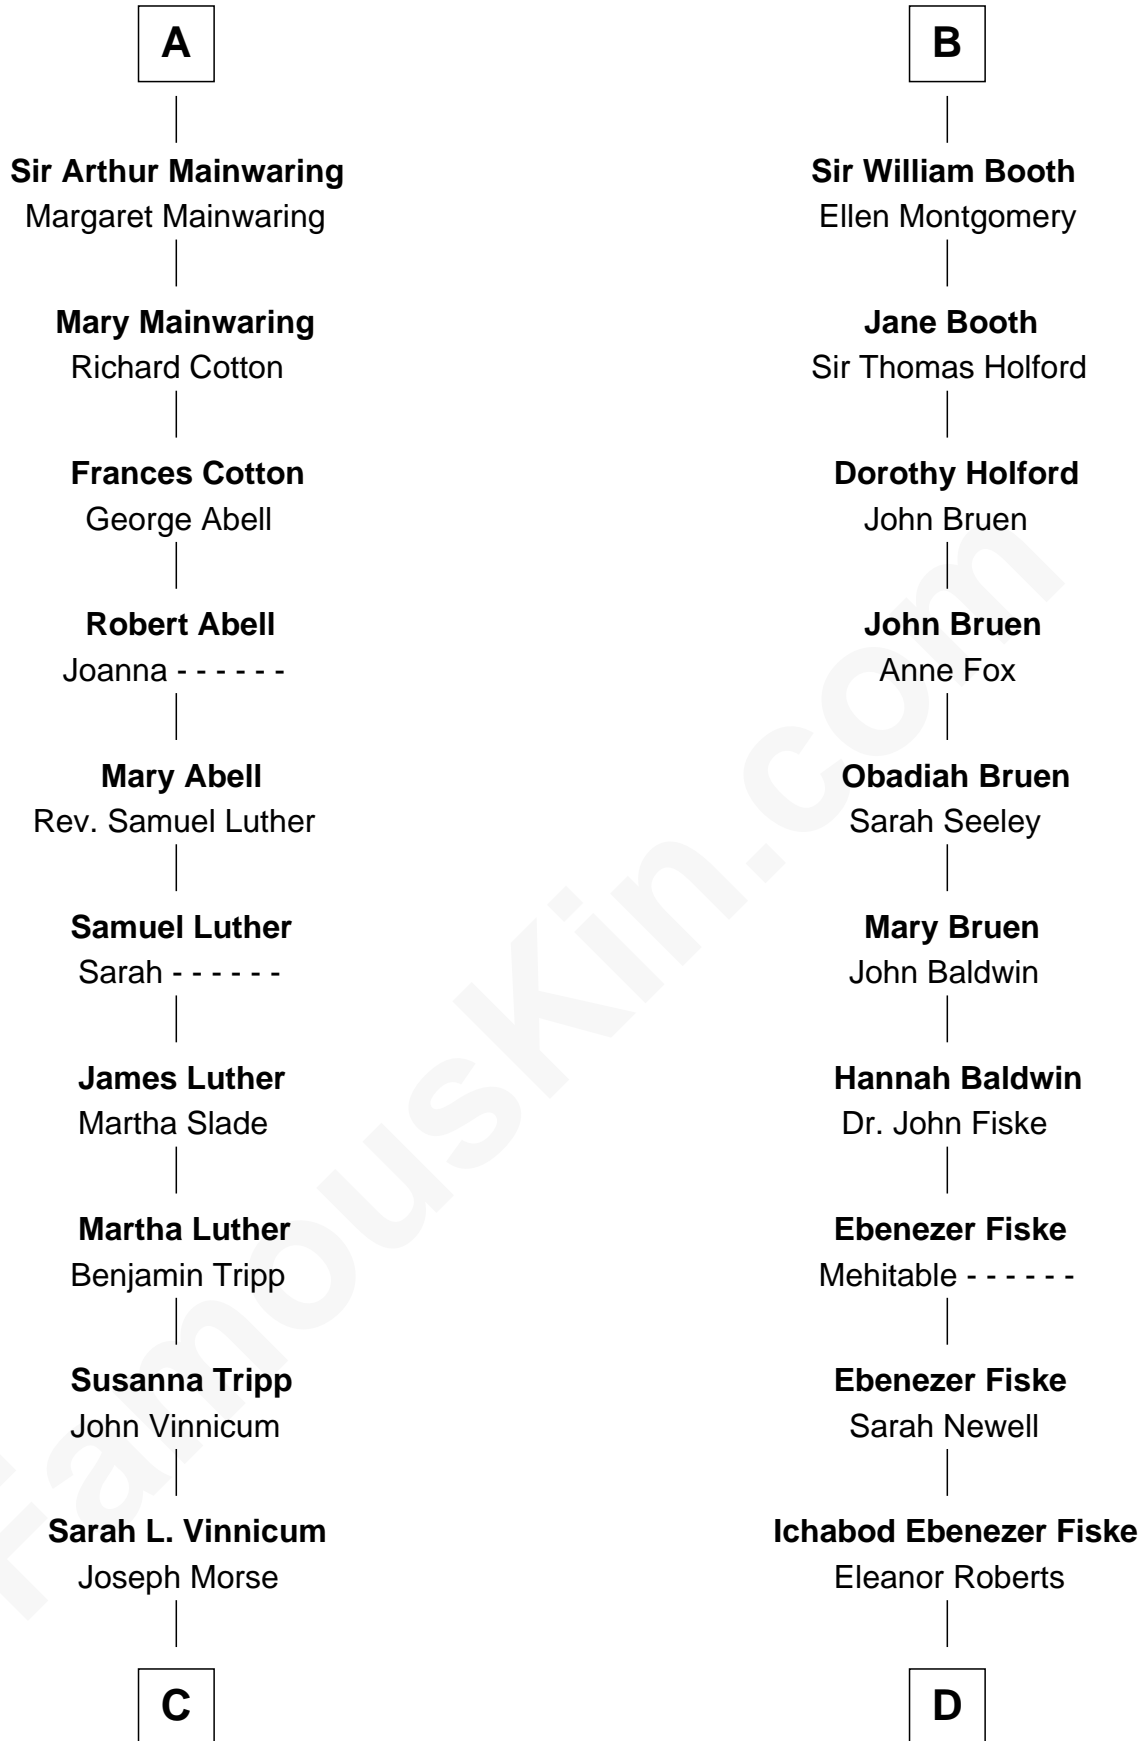 A
Sir Arthur Mainwaring
Margaret Mainwaring
Mary Mainwaring
Richard Cotton
Frances Cotton
George Abell
Robert Abell
Joanna - - - - - -
Mary Abell
Rev. Samuel Luther
Samuel Luther
Sarah - - - - - -
James Luther
Martha Slade
Martha Luther
Benjamin Tripp
Susanna Tripp
John Vinnicum
Sarah L. Vinnicum
Joseph Morse
C
B
Sir William Booth
Ellen Montgomery
Jane Booth
Sir Thomas Holford
Dorothy Holford
John Bruen
John Bruen
Anne Fox
Obadiah Bruen
Sarah Seeley
Mary Bruen
John Baldwin
Hannah Baldwin
Dr. John Fiske
Ebenezer Fiske
Mehitable - - - - - -
Ebenezer Fiske
Sarah Newell
Ichabod Ebenezer Fiske
Eleanor Roberts
D
FamousKin.com